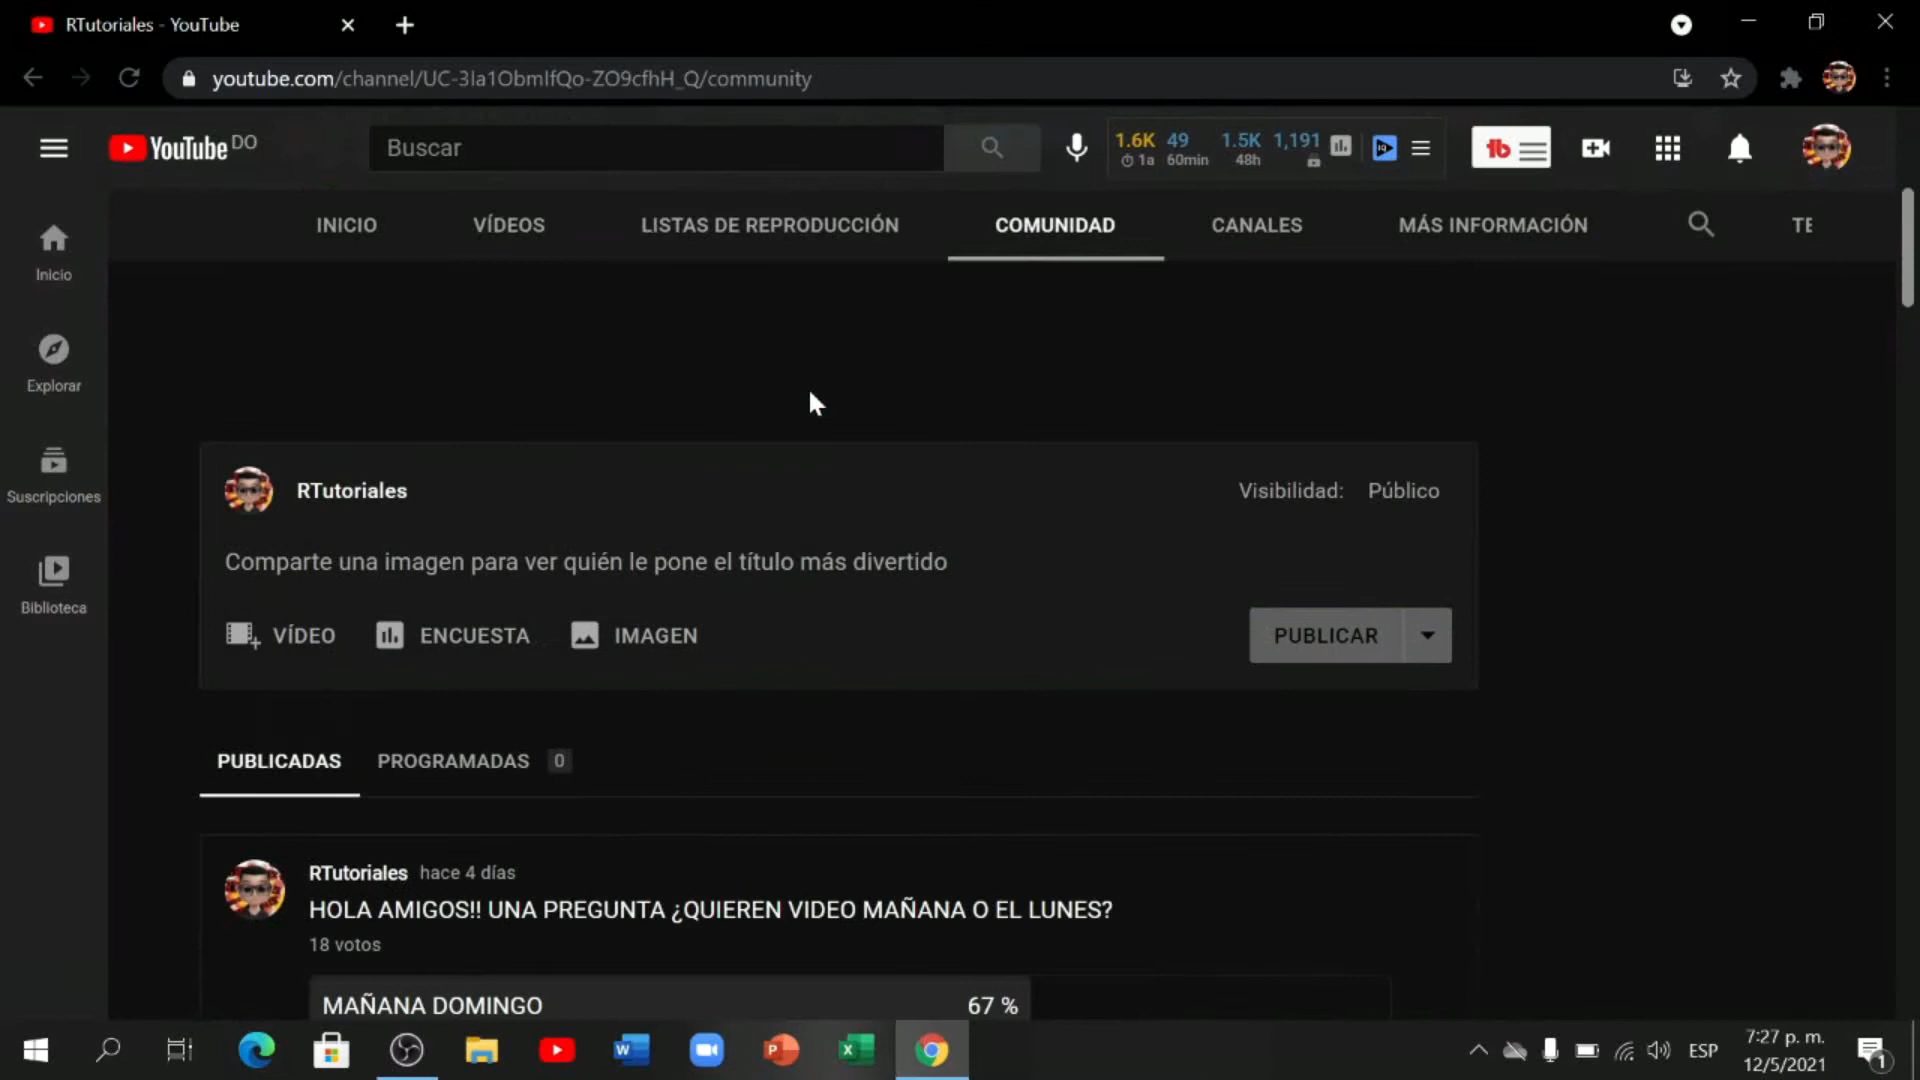 RTutoriales - YouTube
youtube.com/channel/UC-3Ia1ObmIfQo-ZO9cfhH_Q/community
YouTube DO
Buscar
1.6K 49 1.5K 1,191
1a 60min 48h
INICIO VÍDEOS LISTAS DE REPRODUCCIÓN COMUNIDAD CANALES MÁS INFORMACIÓN TE
Inicio
Explorar
Suscripciones
Biblioteca
RTutoriales
Visibilidad: Público
Comparte una imagen para ver quién le pone el título más divertido
VÍDEO ENCUESTA IMAGEN PUBLICAR
PUBLICADAS PROGRAMADAS 0
RTutoriales hace 4 días
HOLA AMIGOS!! UNA PREGUNTA ¿QUIEREN VIDEO MAÑANA O EL LUNES?
18 votos
MAÑANA DOMINGO 67 %
ESP
7:27 p. m.
12/5/2021
1